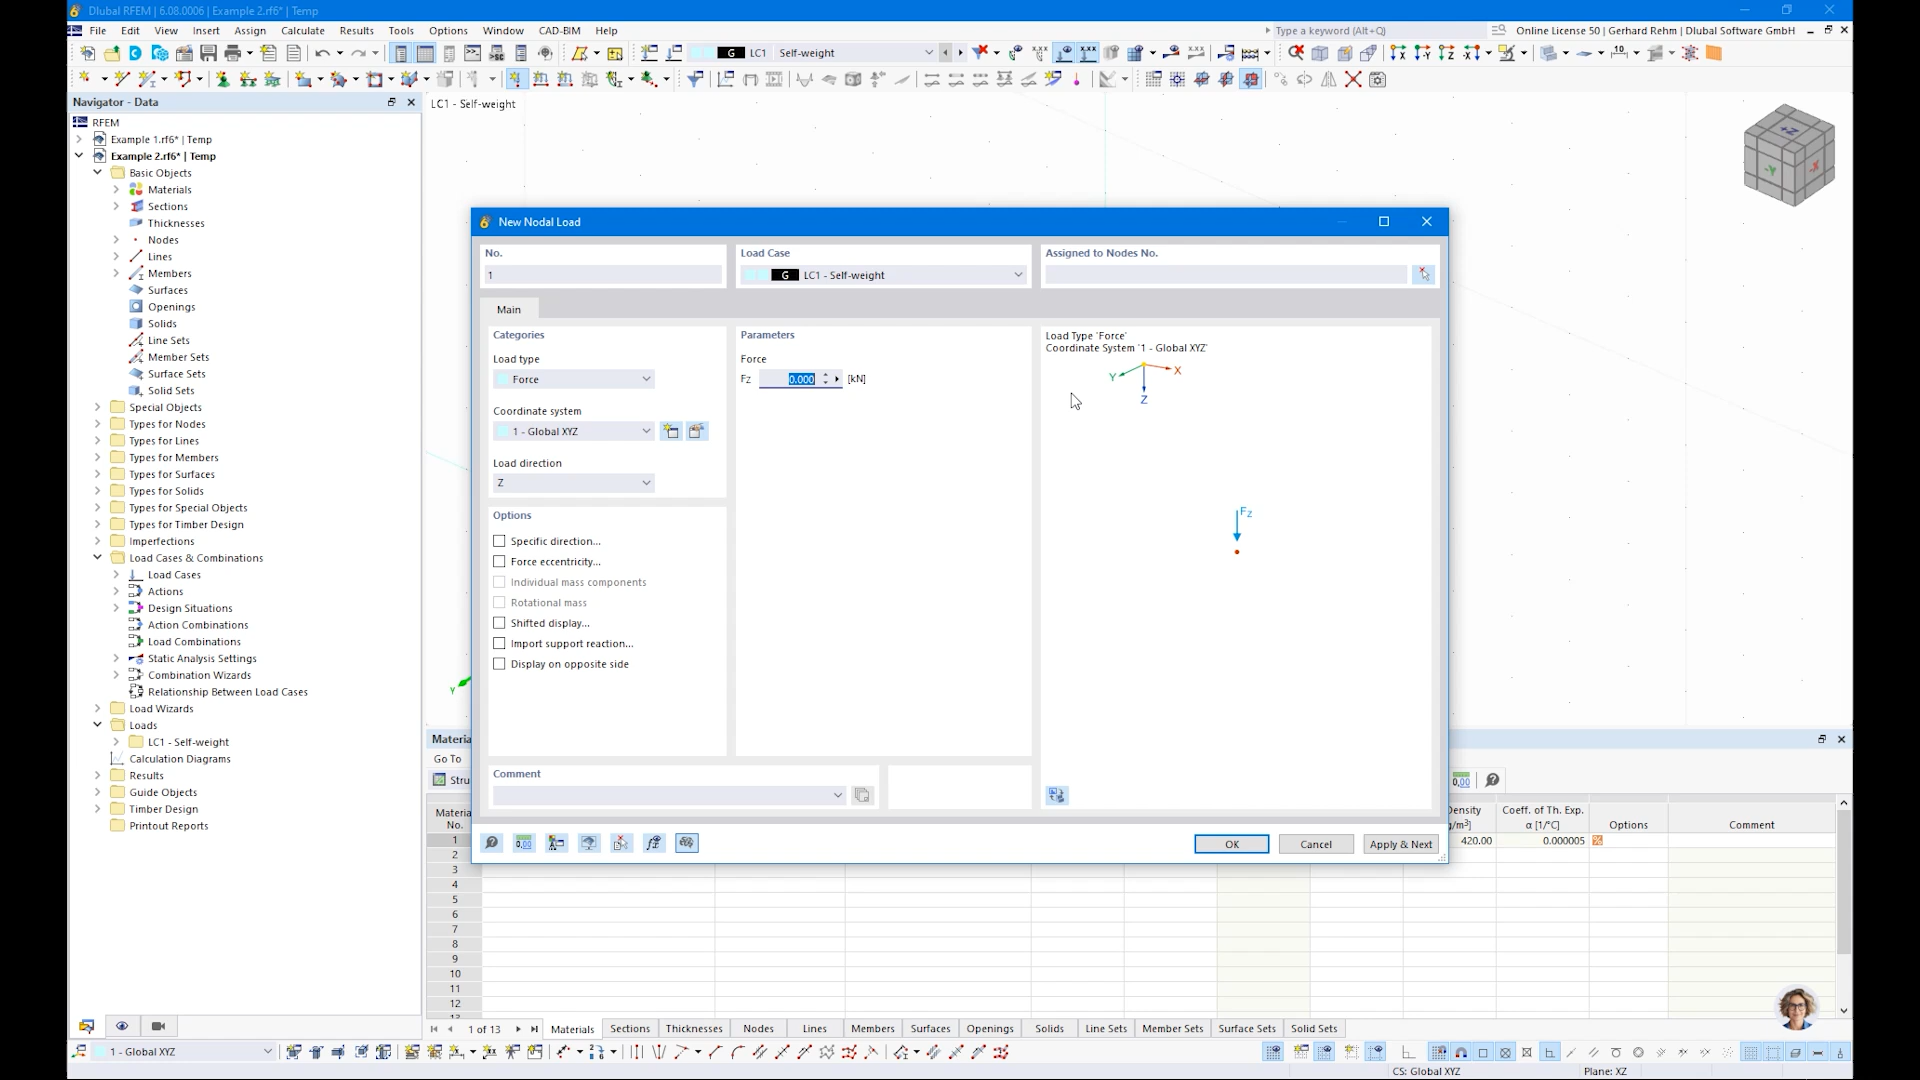 Dlubal RFEM | 6.08.0006 | Example 2.rf6* | Temp
File Edit View Insert Assign Calculate Results Tools Options Window CAD-BIM Help
Type a keyword (Alt+Q)
Online License 50 | Gerhard Rehm | Dlubal Software GmbH
G LC1 Self-weight
Navigator - Data
RFEM
Example 1.rf6* | Temp
Example 2.rf6* | Temp
Basic Objects
Materials
Sections
Thicknesses
Nodes
Lines
Members
Surfaces
Openings
Solids
Line Sets
Member Sets
Surface Sets
Solid Sets
Special Objects
Types for Nodes
Types for Lines
Types for Members
Types for Surfaces
Types for Solids
Types for Special Objects
Types for Timber Design
Imperfections
Load Cases & Combinations
Load Cases
Actions
Design Situations
Action Combinations
Load Combinations
Static Analysis Settings
Combination Wizards
Relationship Between Load Cases
Load Wizards
Loads
LC1 - Self-weight
Calculation Diagrams
Results
Guide Objects
Timber Design
Printout Reports
LC1 - Self-weight
+Z
-Y
-X
New Nodal Load
No.
1
Load Case
G LC1 - Self-weight
Assigned to Nodes No.
Main
Categories
Load type
Force
Coordinate system
1 - Global XYZ
Load direction
Z
Options
Specific direction...
Force eccentricity...
Individual mass components
Rotational mass
Shifted display...
Import support reaction...
Display on opposite side
Parameters
Force
Fz 0.000 [kN]
Load Type 'Force'
Coordinate System '1 - Global XYZ'
Y X
Z
Fz
Comment
OK Cancel Apply & Next
Y
Materia
Go To
Stru
Materia
No.
Coeff. of Th. Exp.
α [1/°C]
Options
Comment
1 420.00 0.000005
2
3
4
5
6
7
8
9
10
11
12
1 of 13 Materials Sections Thicknesses Nodes Lines Members Surfaces Openings Solids Line Sets Member Sets Surface Sets Solid Sets
1 - Global XYZ
CS: Global XYZ Plane: XZ